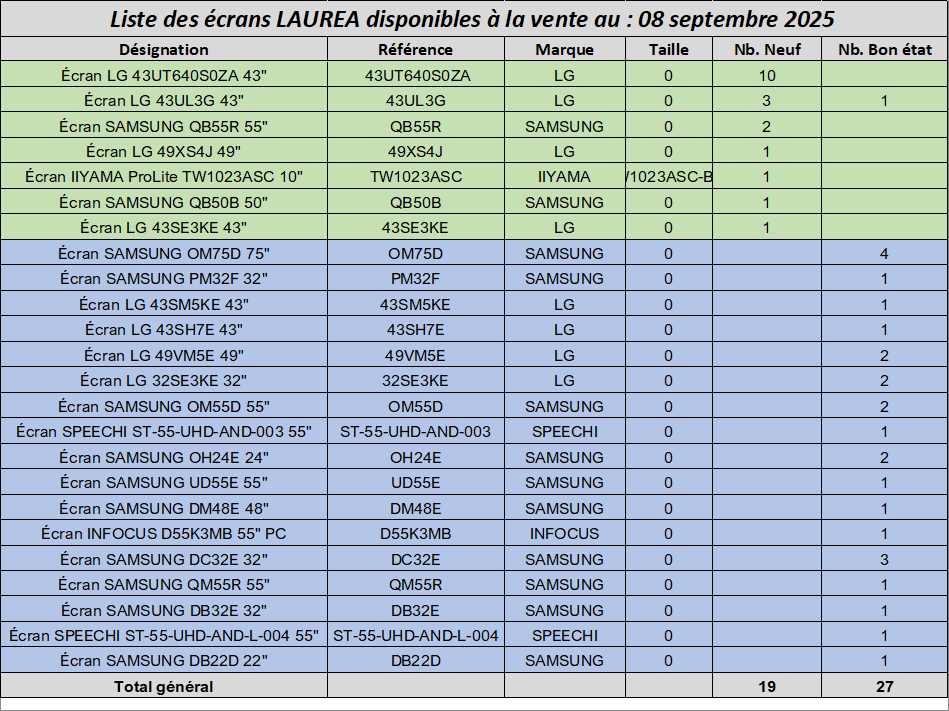 Liste des écrans LAUREA disponibles à la vente au : 08 septembre 2025
Désignation Référence Marque Taille Nb. Neuf Nb. Bon état
Écran LG 43UT640S0ZA 43" 43UT640S0ZA LG 0 10
Écran LG 43UL3G 43" 43UL3G LG 0 3 1
Écran SAMSUNG QB55R 55" QB55R SAMSUNG 0 2
Écran LG 49XS4J 49" 49XS4J LG 0 1
Écran IIYAMA ProLite TW1023ASC 10" TW1023ASC IIYAMA /1023ASC-B 1
Écran SAMSUNG QB50B 50" QB50B SAMSUNG 0 1
Écran LG 43SE3KE 43" 43SE3KE LG 0 1
Écran SAMSUNG OM75D 75" OM75D SAMSUNG 0 4
Écran SAMSUNG PM32F 32" PM32F SAMSUNG 0 1
Écran LG 43SM5KE 43" 43SM5KE LG 0 1
Écran LG 43SH7E 43" 43SH7E LG 0 1
Écran LG 49VM5E 49" 49VM5E LG 0 2
Écran LG 32SE3KE 32" 32SE3KE LG 0 2
Écran SAMSUNG OM55D 55" OM55D SAMSUNG 0 2
Écran SPEECHI ST-55-UHD-AND-003 55" ST-55-UHD-AND-003 SPEECHI 0 1
Écran SAMSUNG OH24E 24" OH24E SAMSUNG 0 2
Écran SAMSUNG UD55E 55" UD55E SAMSUNG 0 1
Écran SAMSUNG DM48E 48" DM48E SAMSUNG 0 1
Écran INFOCUS D55K3MB 55" PC D55K3MB INFOCUS 0 1
Écran SAMSUNG DC32E 32" DC32E SAMSUNG 0 3
Écran SAMSUNG QM55R 55" QM55R SAMSUNG 0 1
Écran SAMSUNG DB32E 32" DB32E SAMSUNG 0 1
Écran SPEECHI ST-55-UHD-AND-L-004 55" ST-55-UHD-AND-L-004 SPEECHI 0 1
Écran SAMSUNG DB22D 22" DB22D SAMSUNG 0 1
Total général 19 27